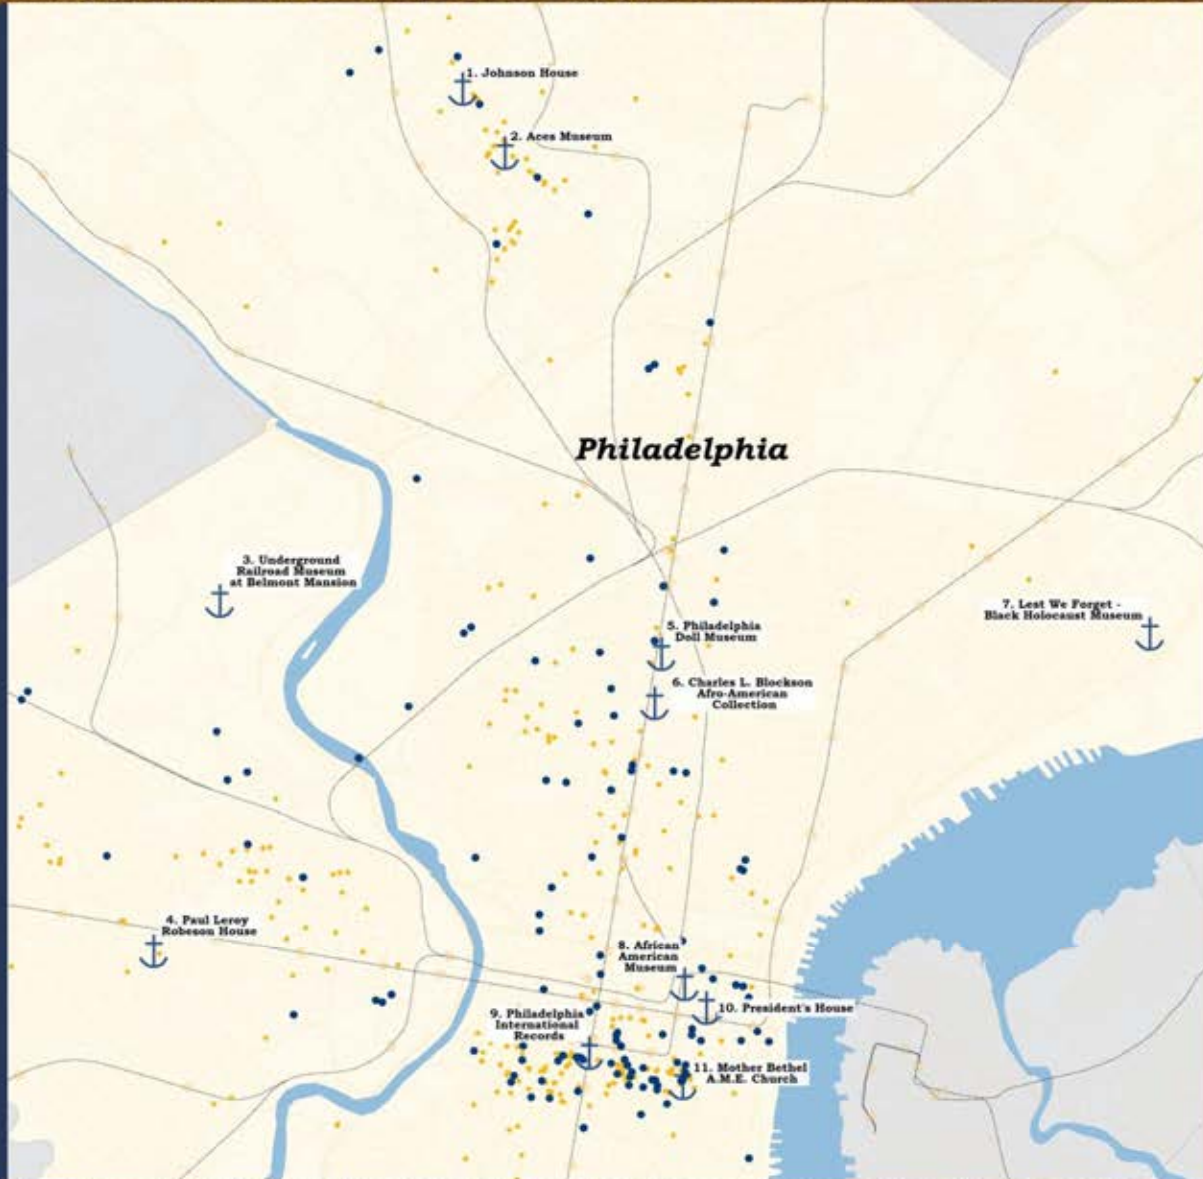 1. Johnson House
2. Aces Museum
Philadelphia
3. Underground
Railroad Museum
at Belmont Mansion
7. Lest We Forget -
Black Holocaust Museum
5. Philadelphia
Doll Museum
6. Charles L. Blockson
Afro-American
Collection
4. Paul Leroy
Robeson House
8. African
American
Museum
10. President's House
9. Philadelphia
International
Records
11. Mother Bethel
A.M.E. Church